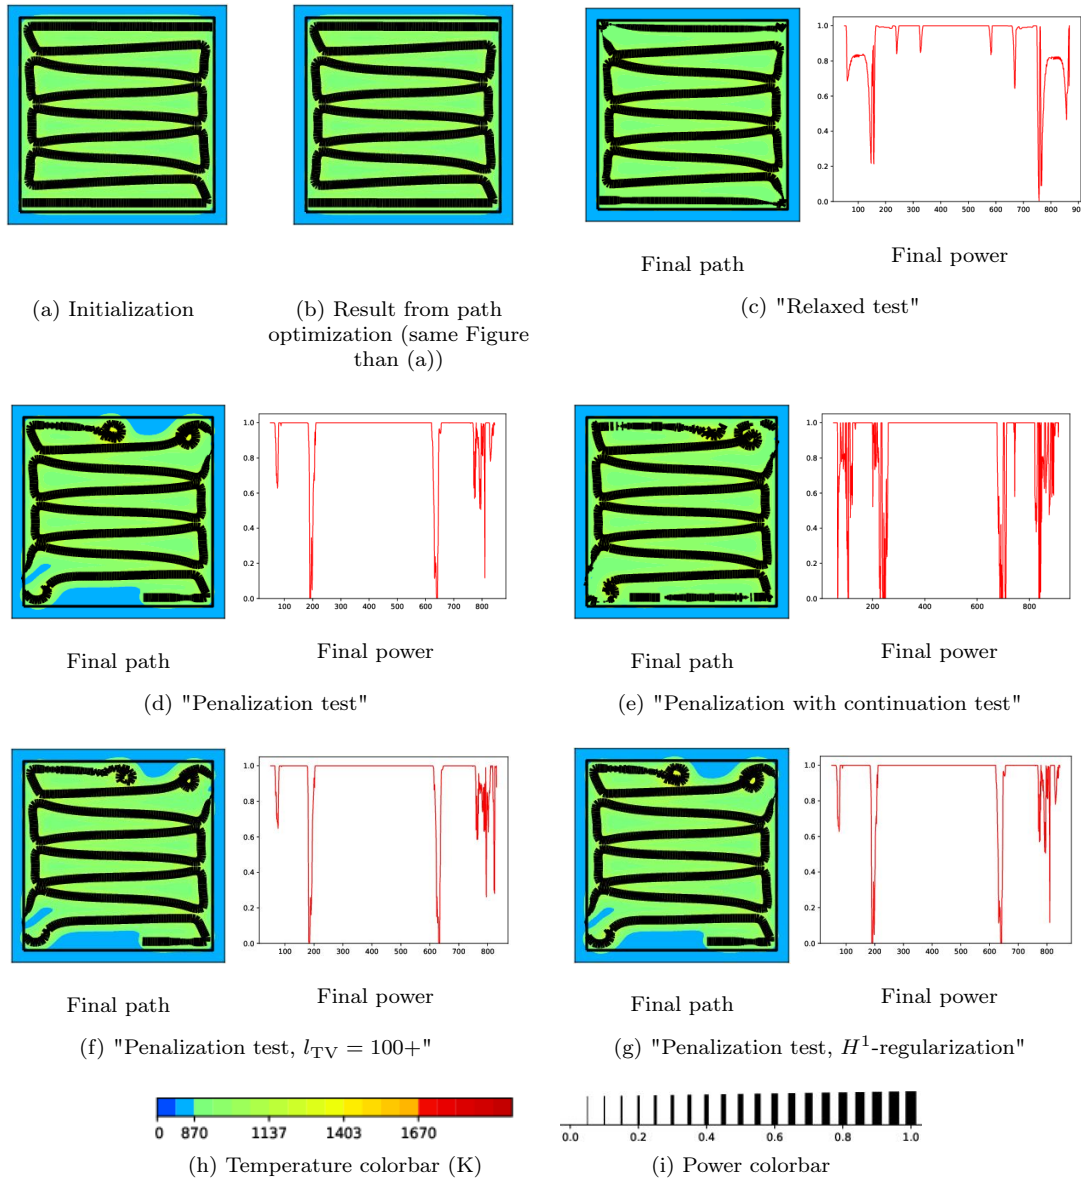 1.0
0.8
0.6
0.4
0.2
0.0
100 200 300 400 500 600 700 800 900
Final path
Final power
(a) Initialization
(b) Result from path
optimization (same Figure
than (a))
(c) "Relaxed test"
1.0
0.8
0.6
0.4
0.2
0.0
100 200 300 400 500 600 700 800
1.0
0.8
0.6
0.4
0.2
0.0
200 400 600 800
Final path
Final power
Final path
Final power
(d) "Penalization test"
(e) "Penalization with continuation test"
1.0
0.8
0.6
0.4
0.2
0.0
100 200 300 400 500 600 700 800
1.0
0.8
0.6
0.4
0.2
0.0
100 200 300 400 500 600 700 800
Final path
Final power
Final path
Final power
(f) "Penalization test, l_TV = 100+"
(g) "Penalization test, H¹-regularization"
0 870 1137 1403 1670
0.0 0.2 0.4 0.6 0.8 1.0
(h) Temperature colorbar (K)
(i) Power colorbar